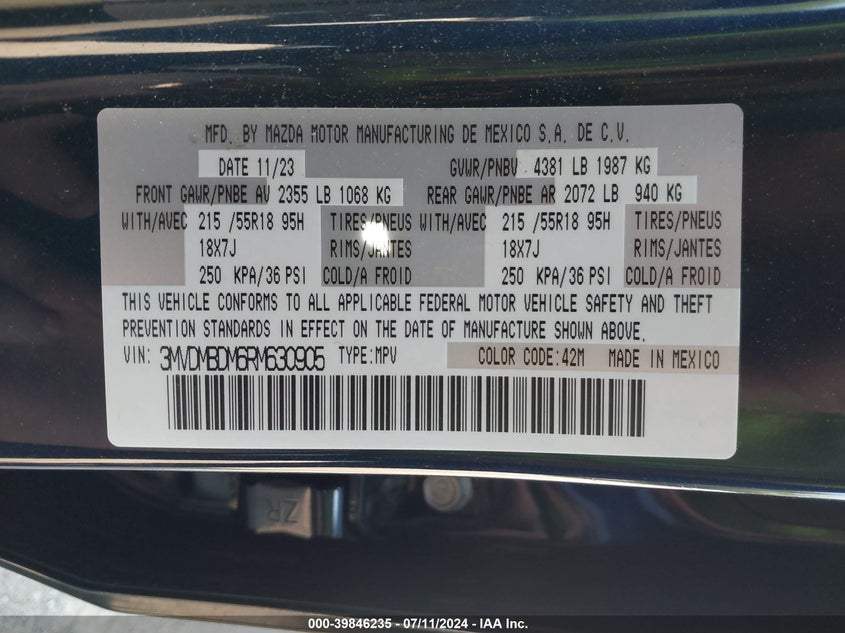 MFD. BY MAZDA MOTOR MANUFACTURING DE MEXICO S.A. DE C.V.
DATE 11/23 GVWR/PNBV 4381 LB 1987 KG
FRONT GAWR/PNBE AV 2355 LB 1068 KG REAR GAWR/PNBE AR 2072 LB 940 KG
WITH/AVEC 215 /55R18 95H TIRES/PNEUS WITH/AVEC 215 /55R18 95H TIRES/PNEUS
18X7J RIMS/JANTES 18X7J RIMS/JANTES
250 KPA/36 PSI COLD/A FROID 250 KPA/36 PSI COLD/A FROID
THIS VEHICLE CONFORMS TO ALL APPLICABLE FEDERAL MOTOR VEHICLE SAFETY AND THEFT
PREVENTION STANDARDS IN EFFECT ON THE DATE OF MANUFACTURE SHOWN ABOVE.
VIN: 3MVDMBDM6RM630905 TYPE:MPV COLOR CODE:42M MADE IN MEXICO
ZR
000-39846235 - 07/11/2024 - IAA Inc.